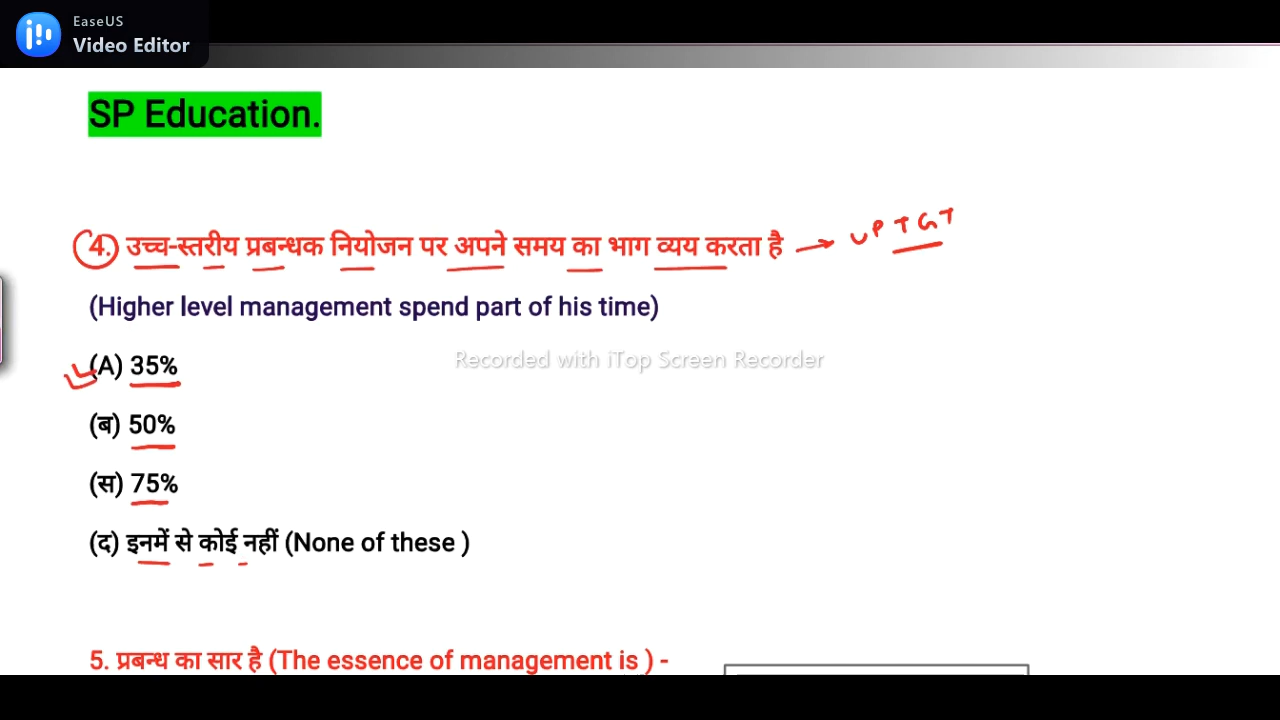 EaseUS
Video Editor
SP Education.
4. उच्च-स्तरीय प्रबन्धक नियोजन पर अपने समय का भाग व्यय करता है → UP TGT
(Higher level management spend part of his time)
Recorded with iTop Screen Recorder
(A) 35%
(ब) 50%
(स) 75%
(द) इनमें से कोई नहीं (None of these )
5. प्रबन्ध का सार है (The essence of management is ) -